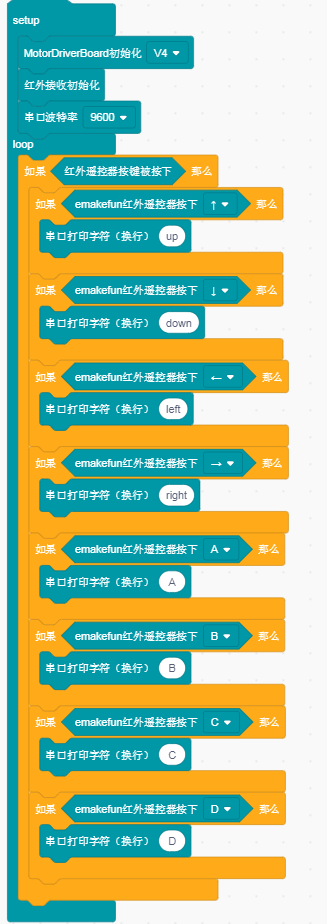 setup
MotorDriverBoard初始化 V4
红外接收初始化
串口波特率 9600
loop
如果 红外遥控器按键被按下 那么
如果 emakefun红外遥控器按下 ↑ 那么
串口打印字符（换行） up
如果 emakefun红外遥控器按下 ↓ 那么
串口打印字符（换行） down
如果 emakefun红外遥控器按下 ← 那么
串口打印字符（换行） left
如果 emakefun红外遥控器按下 → 那么
串口打印字符（换行） right
如果 emakefun红外遥控器按下 A 那么
串口打印字符（换行） A
如果 emakefun红外遥控器按下 B 那么
串口打印字符（换行） B
如果 emakefun红外遥控器按下 C 那么
串口打印字符（换行） C
如果 emakefun红外遥控器按下 D 那么
串口打印字符（换行） D